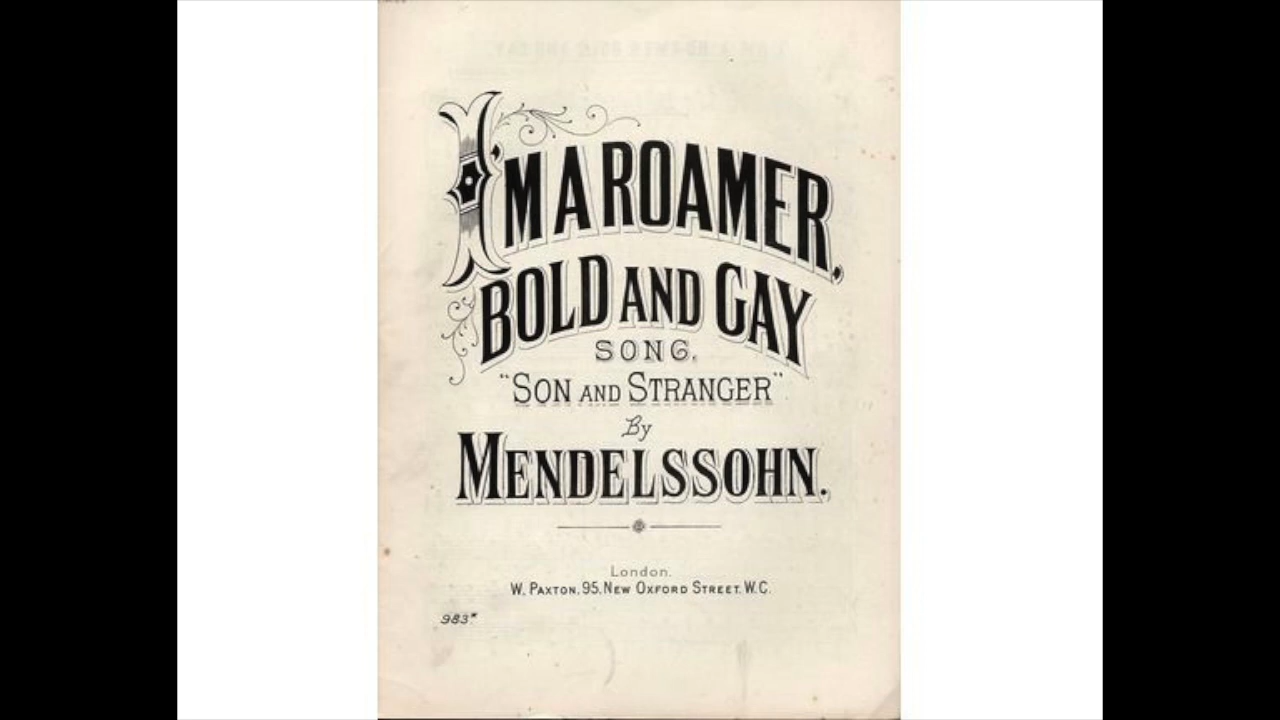 I'M A ROAMER,
BOLD AND GAY
SONG.
"SON AND STRANGER".
By
MENDELSSOHN.
London.
W. PAXTON, 95, NEW OXFORD STREET, W.C.
983*